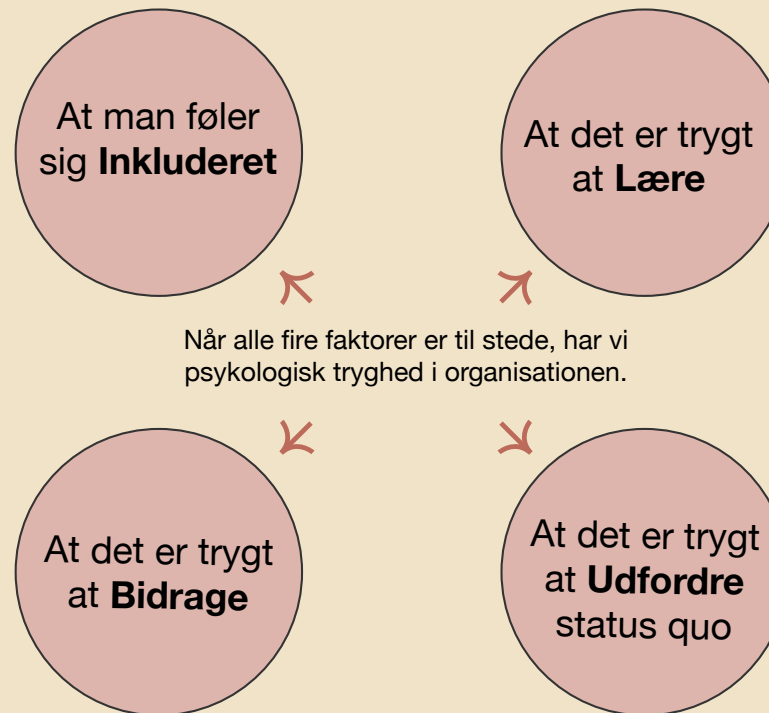 At man føler
sig Inkluderet
At det er trygt
at Lære
Når alle fire faktorer er til stede, har vi
psykologisk tryghed i organisationen.
At det er trygt
at Bidrage
At det er trygt
at Udfordre
status quo